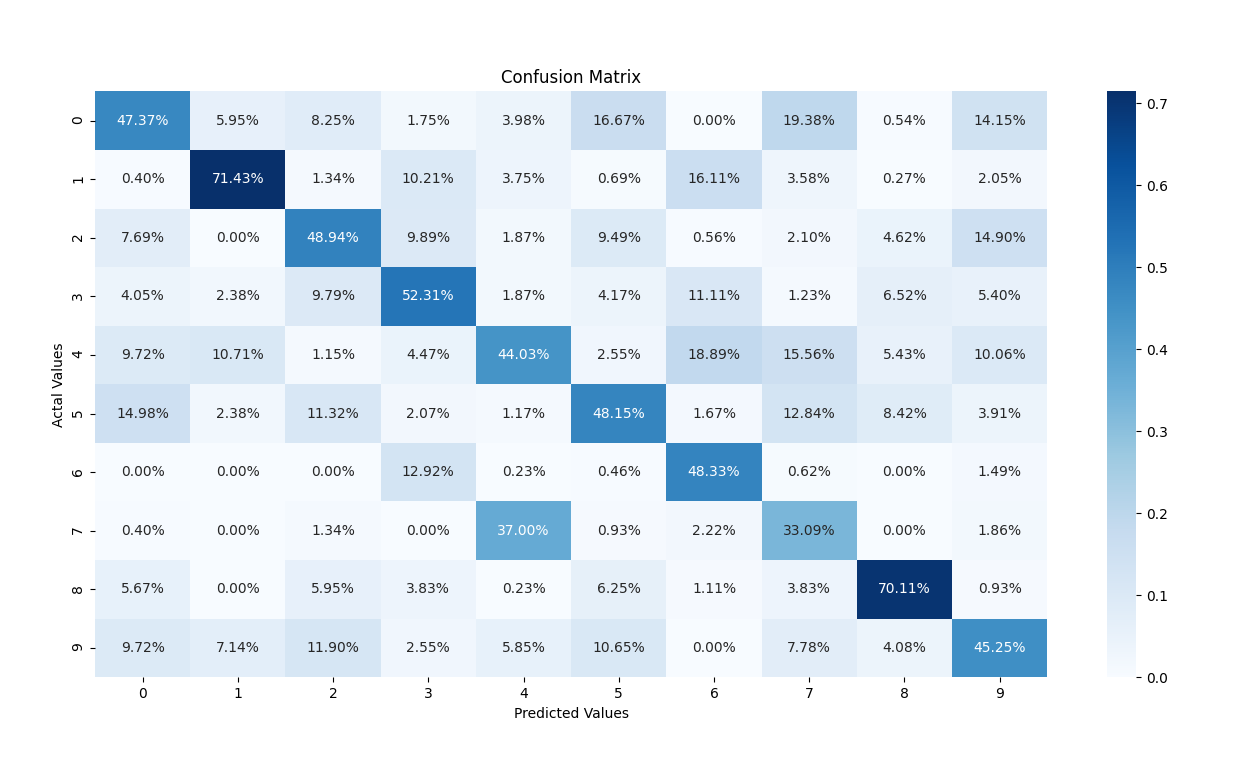 Confusion Matrix
Actal Values
0 47.37% 5.95% 8.25% 1.75% 3.98% 16.67% 0.00% 19.38% 0.54% 14.15%
1 0.40% 71.43% 1.34% 10.21% 3.75% 0.69% 16.11% 3.58% 0.27% 2.05%
2 7.69% 0.00% 48.94% 9.89% 1.87% 9.49% 0.56% 2.10% 4.62% 14.90%
3 4.05% 2.38% 9.79% 52.31% 1.87% 4.17% 11.11% 1.23% 6.52% 5.40%
4 9.72% 10.71% 1.15% 4.47% 44.03% 2.55% 18.89% 15.56% 5.43% 10.06%
5 14.98% 2.38% 11.32% 2.07% 1.17% 48.15% 1.67% 12.84% 8.42% 3.91%
6 0.00% 0.00% 0.00% 12.92% 0.23% 0.46% 48.33% 0.62% 0.00% 1.49%
7 0.40% 0.00% 1.34% 0.00% 37.00% 0.93% 2.22% 33.09% 0.00% 1.86%
8 5.67% 0.00% 5.95% 3.83% 0.23% 6.25% 1.11% 3.83% 70.11% 0.93%
9 9.72% 7.14% 11.90% 2.55% 5.85% 10.65% 0.00% 7.78% 4.08% 45.25%
0 1 2 3 4 5 6 7 8 9
Predicted Values
0.7
0.6
0.5
0.4
0.3
0.2
0.1
0.0